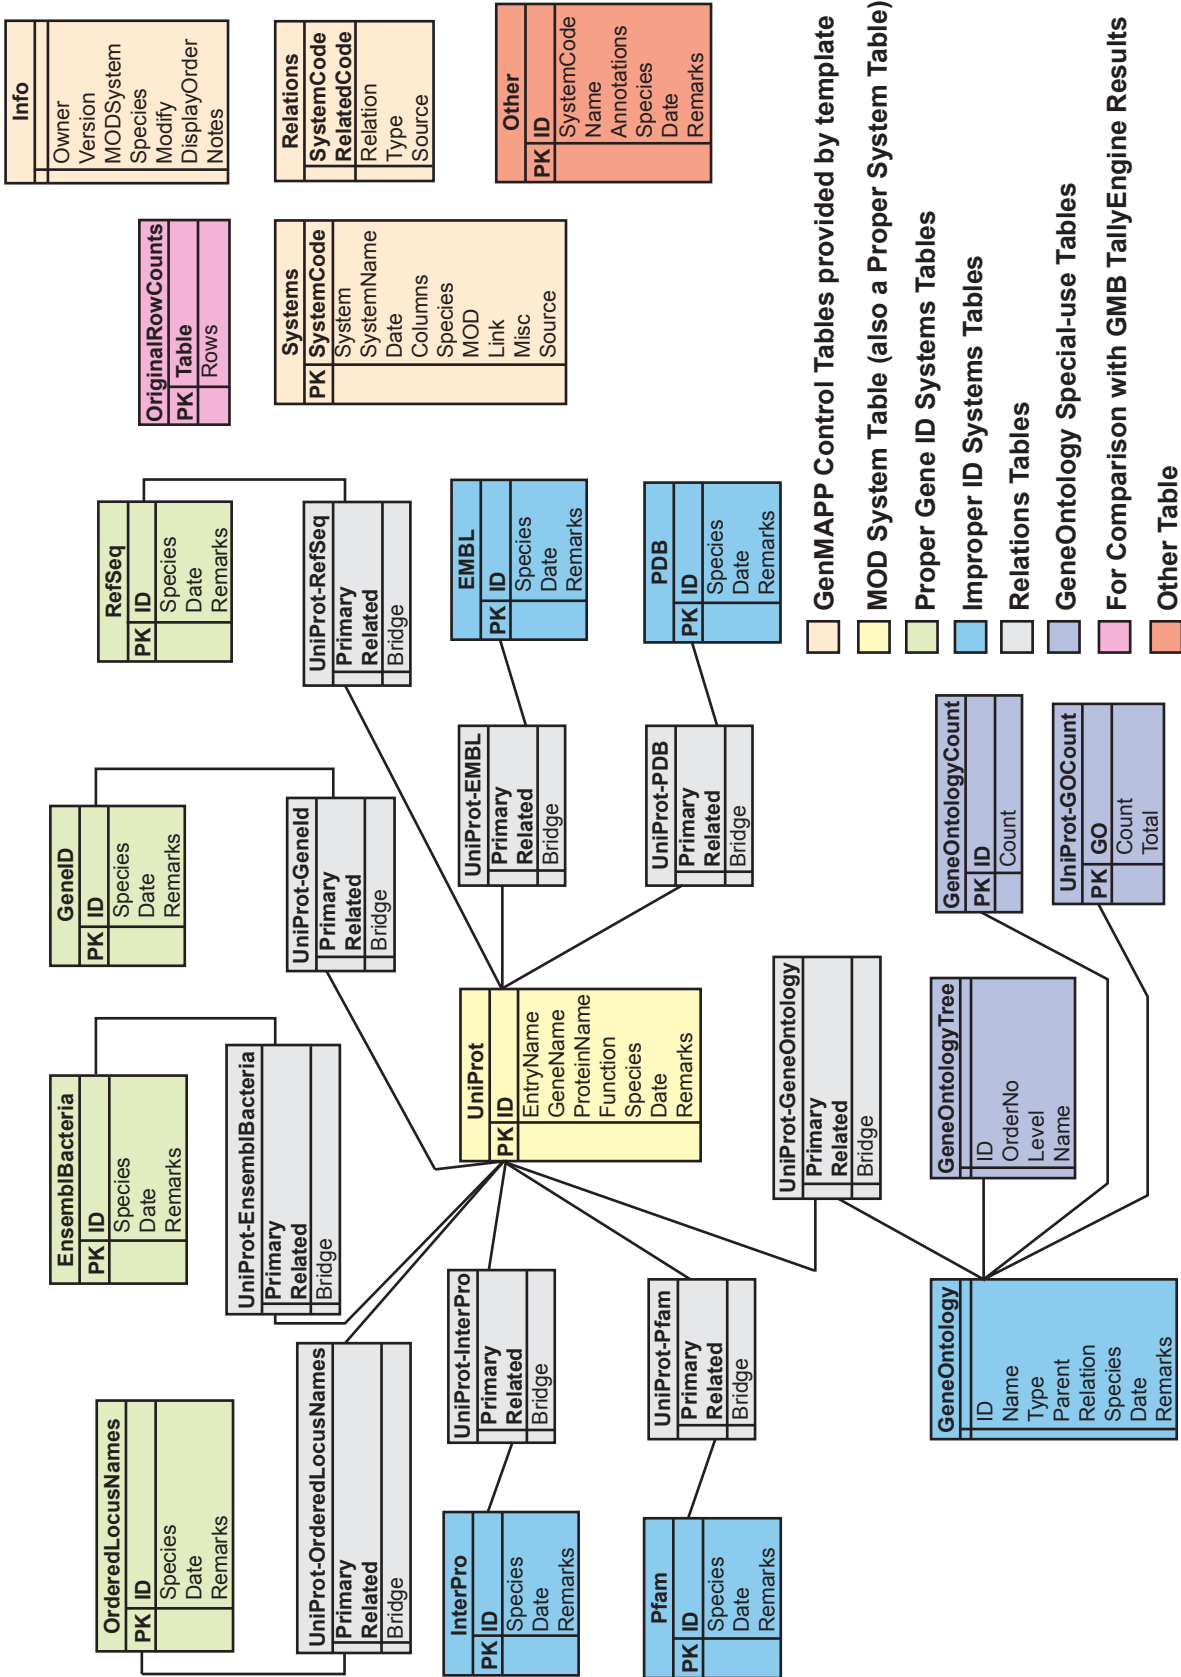 OrderedLocusNames
PK ID
Species
Date
Remarks
EnsemblBacteria
PK ID
Species
Date
Remarks
GeneID
PK ID
Species
Date
Remarks
RefSeq
PK ID
Species
Date
Remarks
OriginalRowCounts
PK Table
Rows
Info
Owner
Version
MODSystem
Species
Modify
DisplayOrder
Notes
UniProt-OrderedLocusNames
Primary
Related
Bridge
UniProt-EnsemblBacteria
Primary
Related
Bridge
UniProt-GeneId
Primary
Related
Bridge
UniProt-RefSeq
Primary
Related
Bridge
Systems
PK SystemCode
System
SystemName
Date
Columns
Species
MOD
Link
Misc
Source
Relations
SystemCode
RelatedCode
Relation
Type
Source
InterPro
PK ID
Species
Date
Remarks
UniProt-InterPro
Primary
Related
Bridge
UniProt
PK ID
EntryName
GeneName
ProteinName
Function
Species
Date
Remarks
UniProt-EMBL
Primary
Related
Bridge
EMBL
PK ID
Species
Date
Remarks
Other
PK ID
SystemCode
Name
Annotations
Species
Date
Remarks
Pfam
PK ID
Species
Date
Remarks
UniProt-Pfam
Primary
Related
Bridge
UniProt-PDB
Primary
Related
Bridge
PDB
PK ID
Species
Date
Remarks
UniProt-GeneOntology
Primary
Related
Bridge
GeneOntology
ID
Name
Type
Parent
Relation
Species
Date
Remarks
GeneOntologyTree
ID
OrderNo
Level
Name
GeneOntologyCount
PK ID
Count
UniProt-GOCount
PK GO
Count
Total
GenMAPP Control Tables provided by template
MOD System Table (also a Proper System Table)
Proper Gene ID Systems Tables
Improper ID Systems Tables
Relations Tables
GeneOntology Special-use Tables
For Comparison with GMB TallyEngine Results
Other Table